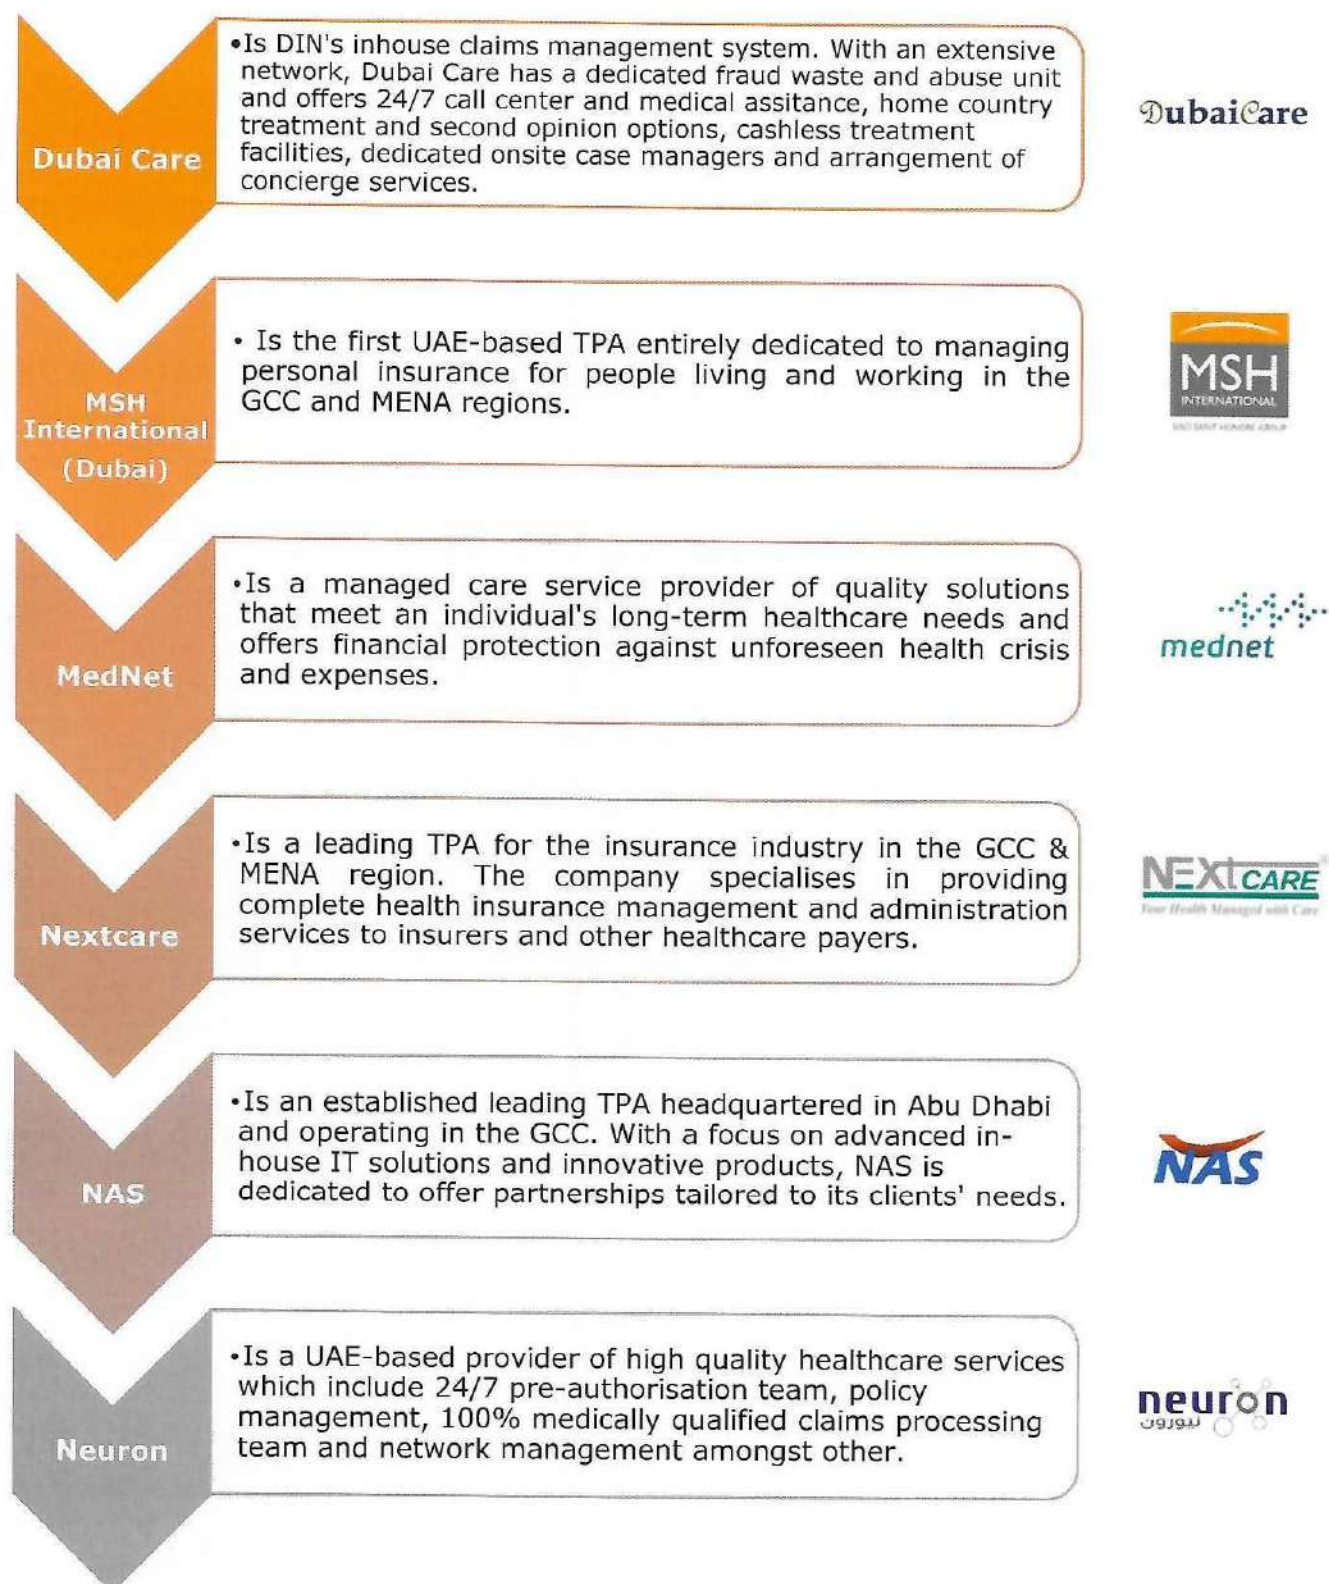 Dubai Care
•Is DIN's inhouse claims management system. With an extensive
network, Dubai Care has a dedicated fraud waste and abuse unit
and offers 24/7 call center and medical assitance, home country
treatment and second opinion options, cashless treatment
facilities, dedicated onsite case managers and arrangement of
concierge services.
DubaiCare
MSH
International
(Dubai)
• Is the first UAE-based TPA entirely dedicated to managing
personal insurance for people living and working in the
GCC and MENA regions.
MSH
INTERNATIONAL
MedNet
•Is a managed care service provider of quality solutions
that meet an individual's long-term healthcare needs and
offers financial protection against unforeseen health crisis
and expenses.
mednet
Nextcare
•Is a leading TPA for the insurance industry in the GCC &
MENA region. The company specialises in providing
complete health insurance management and administration
services to insurers and other healthcare payers.
NEXtCARE
Your Health Managed with Care
NAS
•Is an established leading TPA headquartered in Abu Dhabi
and operating in the GCC. With a focus on advanced in-
house IT solutions and innovative products, NAS is
dedicated to offer partnerships tailored to its clients' needs.
NAS
Neuron
•Is a UAE-based provider of high quality healthcare services
which include 24/7 pre-authorisation team, policy
management, 100% medically qualified claims processing
team and network management amongst other.
neuron
نيورون